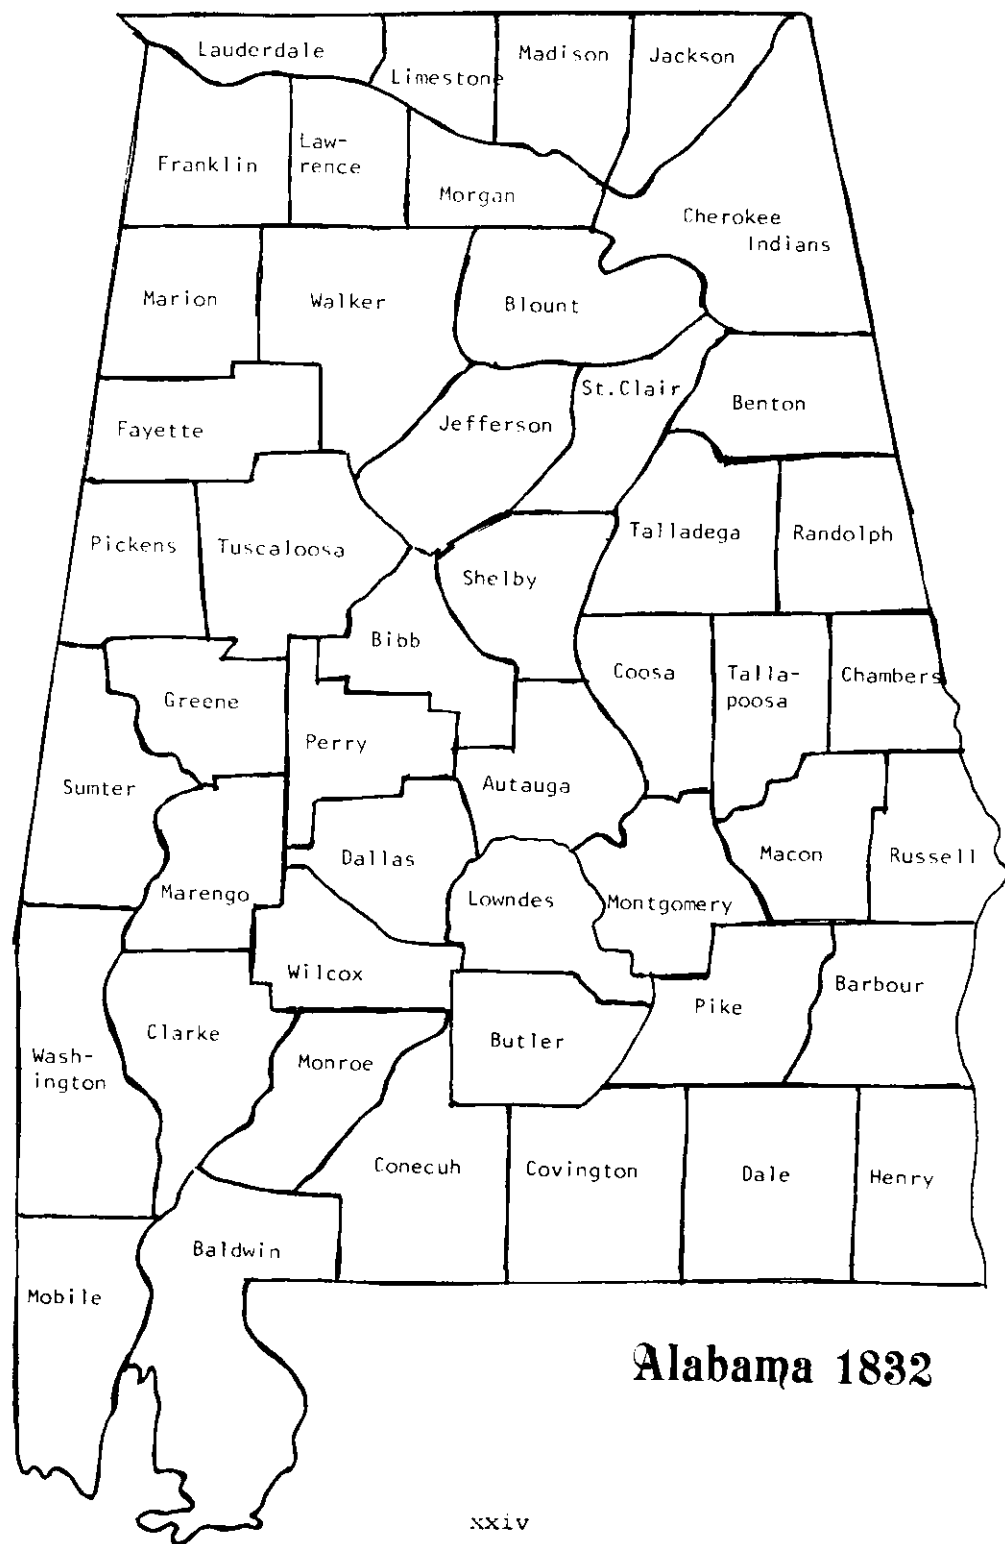 Lauderdale
Limestone
Madison
Jackson
Franklin
Law-
rence
Morgan
Cherokee
Indians
Marion
Walker
Blount
St.Clair
Benton
Fayette
Jefferson
Pickens
Tuscaloosa
Talladega
Randolph
Shelby
Bibb
Greene
Coosa
Talla-
poosa
Chambers
Perry
Sumter
Autauga
Dallas
Macon
Russell
Marengo
Lowndes
Montgomery
Wilcox
Barbour
Pike
Clarke
Butler
Wash-
ington
Monroe
Conecuh
Covington
Dale
Henry
Baldwin
Mobile
Alabama 1832
xxiv